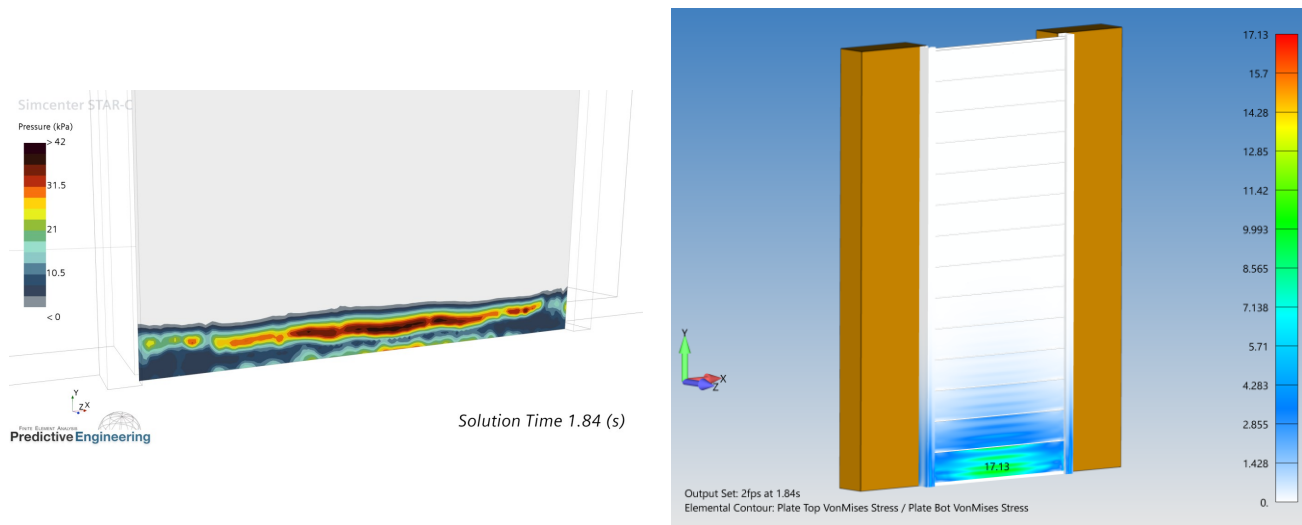 Simcenter STAR-C
Pressure (kPa)
> 42
31.5
21
10.5
< 0
Y
Z X
FINITE ELEMENT ANALYSIS
Predictive Engineering
Solution Time 1.84 (s)
17.13
15.7
14.28
12.85
11.42
9.993
8.565
7.138
5.71
4.283
2.855
1.428
0.
Y
X
Z
17.13
Output Set: 2fps at 1.84s
Elemental Contour: Plate Top VonMises Stress / Plate Bot VonMises Stress